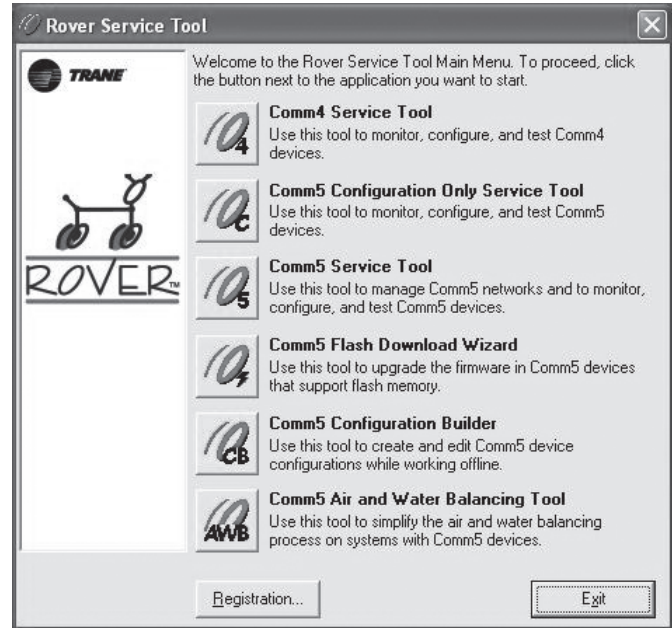 Rover Service Tool
TRANE
ROVER™
Welcome to the Rover Service Tool Main Menu. To proceed, click
the button next to the application you want to start.
4
Comm4 Service Tool
Use this tool to monitor, configure, and test Comm4
devices.
C
Comm5 Configuration Only Service Tool
Use this tool to monitor, configure, and test Comm5
devices.
5
Comm5 Service Tool
Use this tool to manage Comm5 networks and to monitor,
configure, and test Comm5 devices.
Comm5 Flash Download Wizard
Use this tool to upgrade the firmware in Comm5 devices
that support flash memory.
CB
Comm5 Configuration Builder
Use this tool to create and edit Comm5 device
configurations while working offline.
AWB
Comm5 Air and Water Balancing Tool
Use this tool to simplify the air and water balancing
process on systems with Comm5 devices.
Registration...
Exit